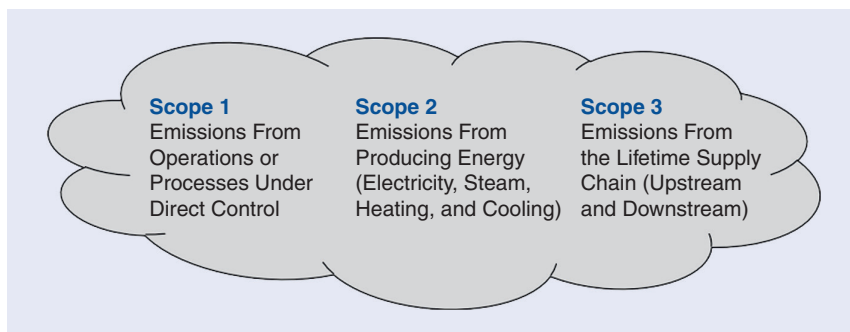 Scope 1
Emissions From
Operations or
Processes Under
Direct Control
Scope 2
Emissions From
Producing Energy
(Electricity, Steam,
Heating, and Cooling)
Scope 3
Emissions From
the Lifetime Supply
Chain (Upstream
and Downstream)